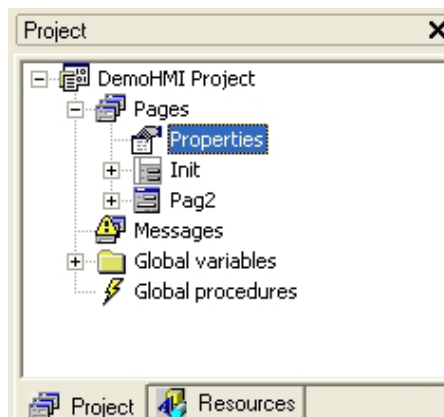 Project
DemoHMI Project
Pages
Properties
Init
Pag2
Messages
Global variables
Global procedures
Project Resources